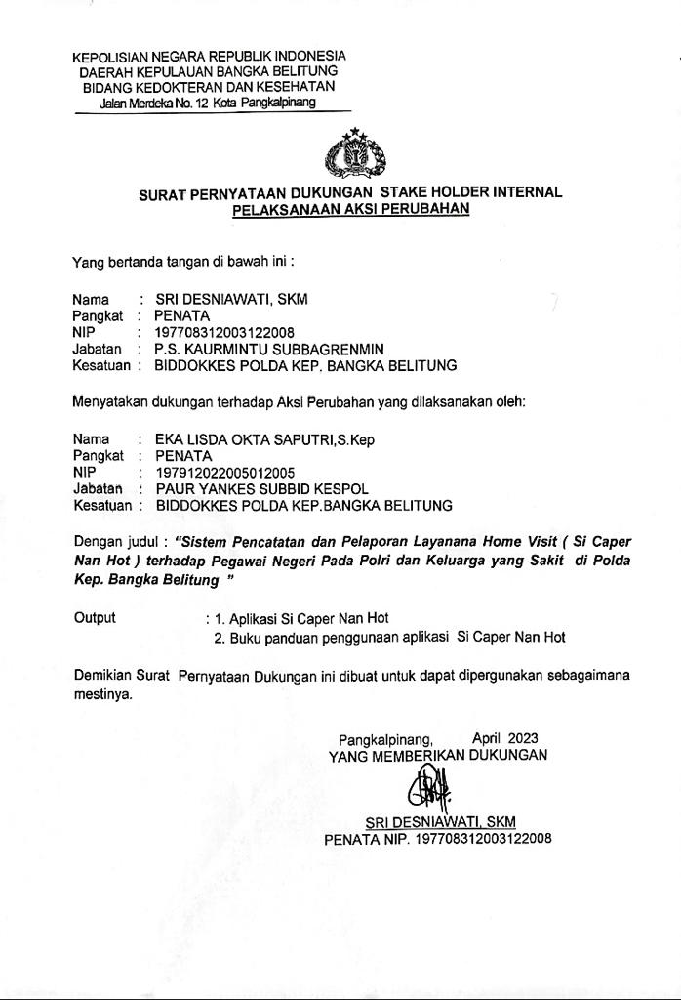 KEPOLISIAN NEGARA REPUBLIK INDONESIA
DAERAH KEPULAUAN BANGKA BELITUNG
BIDANG KEDOKTERAN DAN KESEHATAN
Jalan Merdeka No. 12 Kota Pangkalpinang
SURAT PERNYATAAN DUKUNGAN STAKE HOLDER INTERNAL
PELAKSANAAN AKSI PERUBAHAN
Yang bertanda tangan di bawah ini :
Nama : SRI DESNIAWATI, SKM
Pangkat : PENATA
NIP : 197708312003122008
Jabatan : P.S. KAURMINTU SUBBAGRENMIN
Kesatuan : BIDDOKKES POLDA KEP. BANGKA BELITUNG
Menyatakan dukungan terhadap Aksi Perubahan yang dilaksanakan oleh:
Nama : EKA LISDA OKTA SAPUTRI,S.Kep
Pangkat : PENATA
NIP : 197912022005012005
Jabatan : PAUR YANKES SUBBID KESPOL
Kesatuan : BIDDOKKES POLDA KEP.BANGKA BELITUNG
Dengan judul : “Sistem Pencatatan dan Pelaporan Layanana Home Visit ( Si Caper
Nan Hot ) terhadap Pegawai Negeri Pada Polri dan Keluarga yang Sakit di Polda
Kep. Bangka Belitung ”
Output : 1. Aplikasi Si Caper Nan Hot
2. Buku panduan penggunaan aplikasi Si Caper Nan Hot
Demikian Surat Pernyataan Dukungan ini dibuat untuk dapat dipergunakan sebagaimana
mestinya.
Pangkalpinang, April 2023
YANG MEMBERIKAN DUKUNGAN
SRI DESNIAWATI, SKM
PENATA NIP. 197708312003122008